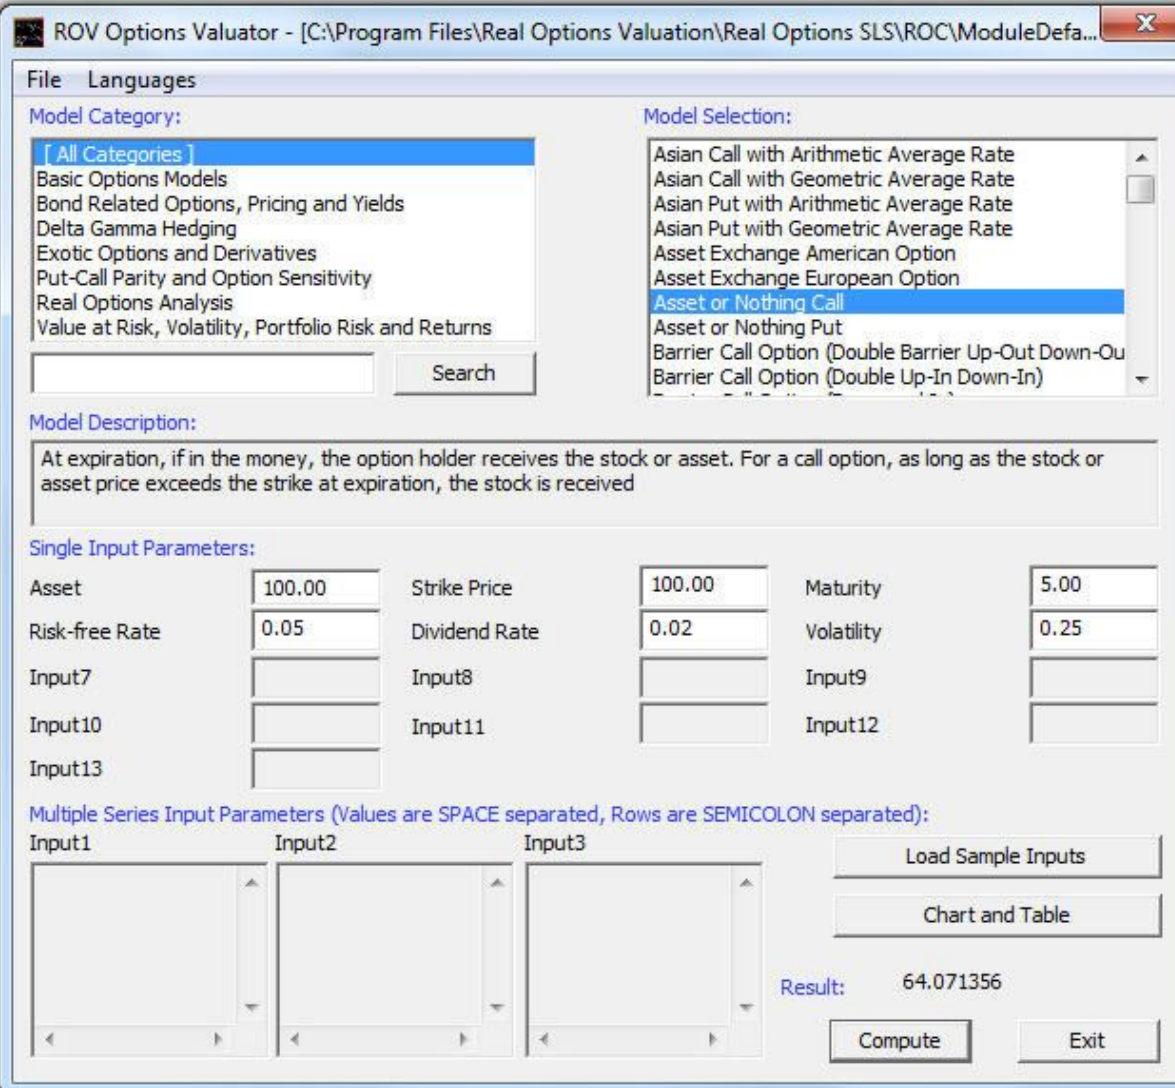 ROV Options Valuator - [C:\Program Files\Real Options Valuation\Real Options SLS\ROC\ModuleDefa...
File Languages
Model Category:
[ All Categories ]
Basic Options Models
Bond Related Options, Pricing and Yields
Delta Gamma Hedging
Exotic Options and Derivatives
Put-Call Parity and Option Sensitivity
Real Options Analysis
Value at Risk, Volatility, Portfolio Risk and Returns
Search
Model Selection:
Asian Call with Arithmetic Average Rate
Asian Call with Geometric Average Rate
Asian Put with Arithmetic Average Rate
Asian Put with Geometric Average Rate
Asset Exchange American Option
Asset Exchange European Option
Asset or Nothing Call
Asset or Nothing Put
Barrier Call Option (Double Barrier Up-Out Down-Ou
Barrier Call Option (Double Up-In Down-In)
Model Description:
At expiration, if in the money, the option holder receives the stock or asset. For a call option, as long as the stock or
asset price exceeds the strike at expiration, the stock is received
Single Input Parameters:
Asset 100.00 Strike Price 100.00 Maturity 5.00
Risk-free Rate 0.05 Dividend Rate 0.02 Volatility 0.25
Input7 Input8 Input9
Input10 Input11 Input12
Input13
Multiple Series Input Parameters (Values are SPACE separated, Rows are SEMICOLON separated):
Input1 Input2 Input3
Load Sample Inputs
Chart and Table
Result: 64.071356
Compute Exit